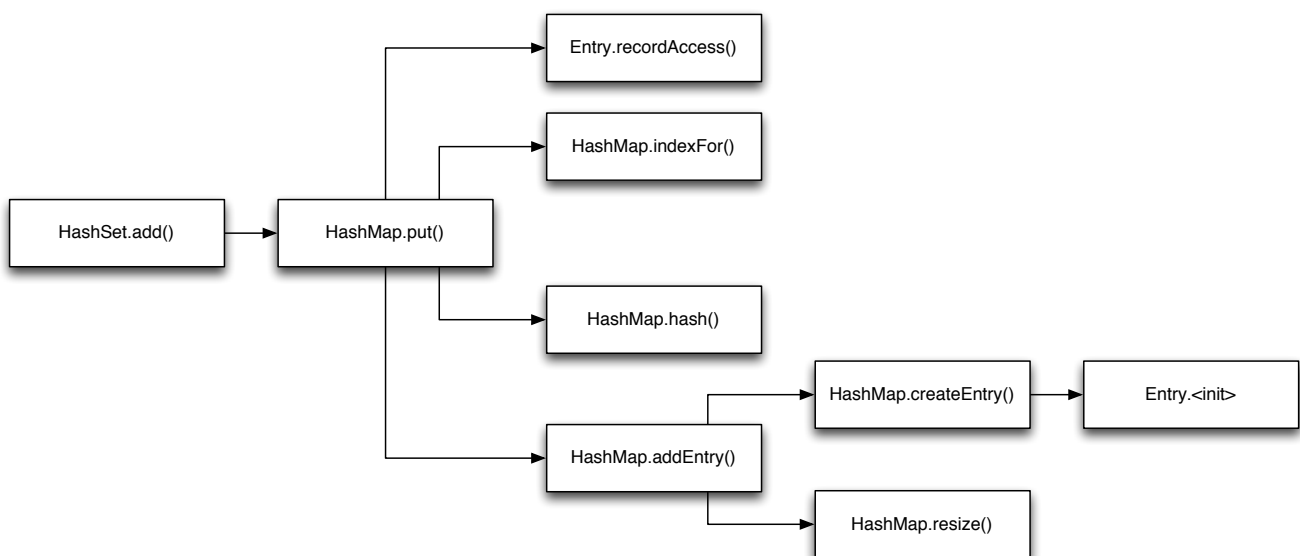 Entry.recordAccess()
HashMap.indexFor()
HashSet.add()
HashMap.put()
HashMap.hash()
HashMap.createEntry()
Entry.<init>
HashMap.addEntry()
HashMap.resize()